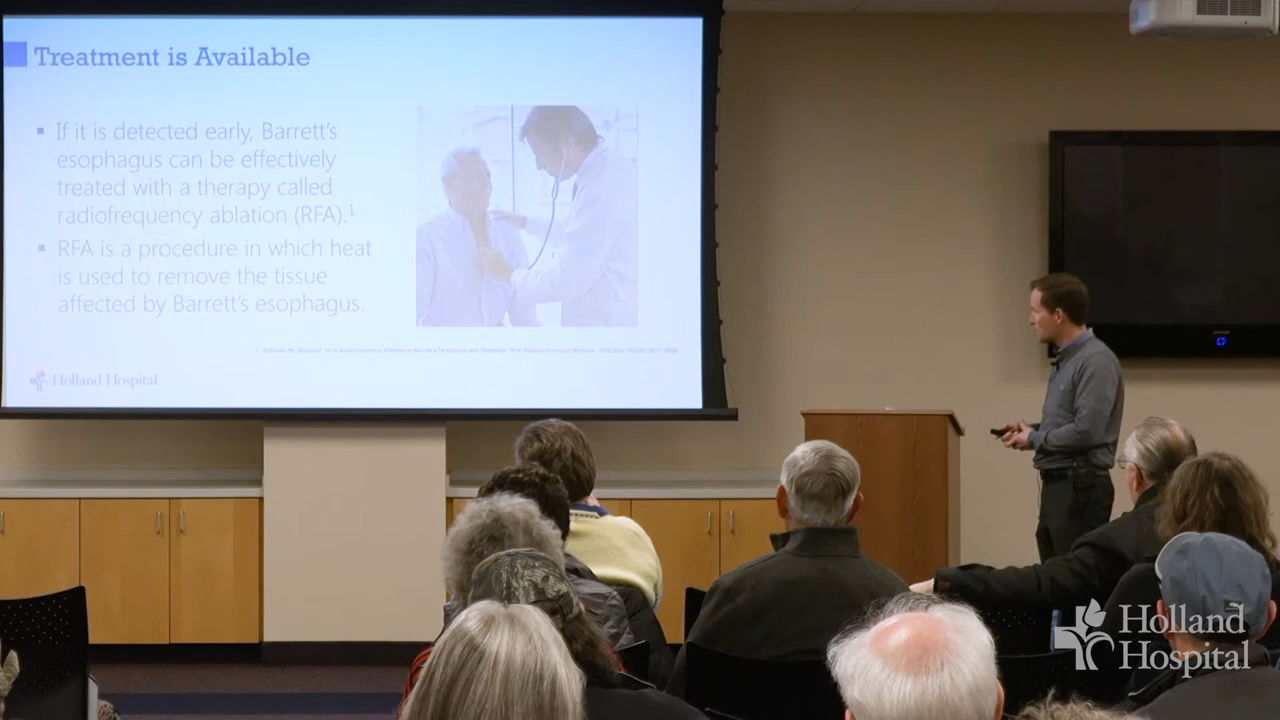 Treatment is Available
▪ If it is detected early, Barrett's
esophagus can be effectively
treated with a therapy called
radiofrequency ablation (RFA).¹
▪ RFA is a procedure in which heat
is used to remove the tissue
affected by Barrett's esophagus.
Holland Hospital
Holland
Hospital